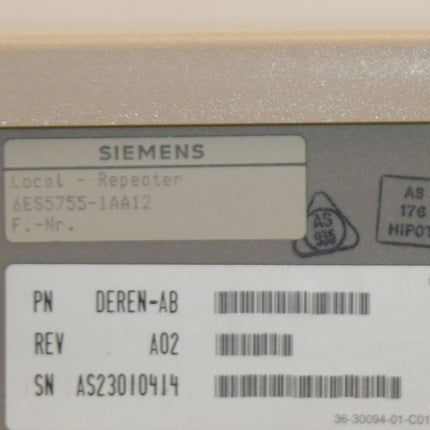 SIEMENS
Local - Repeater
6ES5755-1AA12
F.-Nr.
AS
936
AS
176
HIPOT
PN DEREN-AB
REV A02
SN AS23010414
36-30094-01-C01